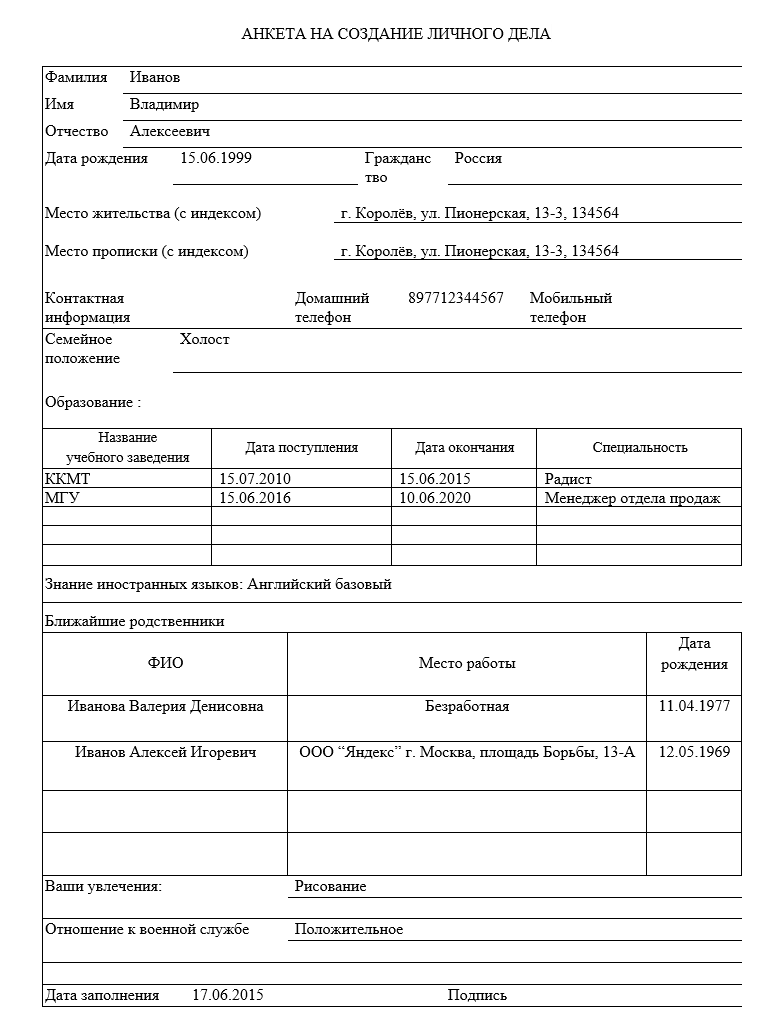 АНКЕТА НА СОЗДАНИЕ ЛИЧНОГО ДЕЛА
Фамилия Иванов
Имя Владимир
Отчество Алексеевич
Дата рождения 15.06.1999 Гражданс Россия
тво
Место жительства (с индексом) г. Королёв, ул. Пионерская, 13-3, 134564
Место прописки (с индексом) г. Королёв, ул. Пионерская, 13-3, 134564
Контактная Домашний 897712344567 Мобильный
информация телефон телефон
Семейное Холост
положение
Образование :
Название
учебного заведения Дата поступления Дата окончания Специальность
ККМТ 15.07.2010 15.06.2015 Радист
МГУ 15.06.2016 10.06.2020 Менеджер отдела продаж
Знание иностранных языков: Английский базовый
Ближайшие родственники
ФИО Место работы Дата
рождения
Иванова Валерия Денисовна Безработная 11.04.1977
Иванов Алексей Игоревич ООО “Яндекс” г. Москва, площадь Борьбы, 13-А 12.05.1969
Ваши увлечения: Рисование
Отношение к военной службе Положительное
Дата заполнения 17.06.2015 Подпись